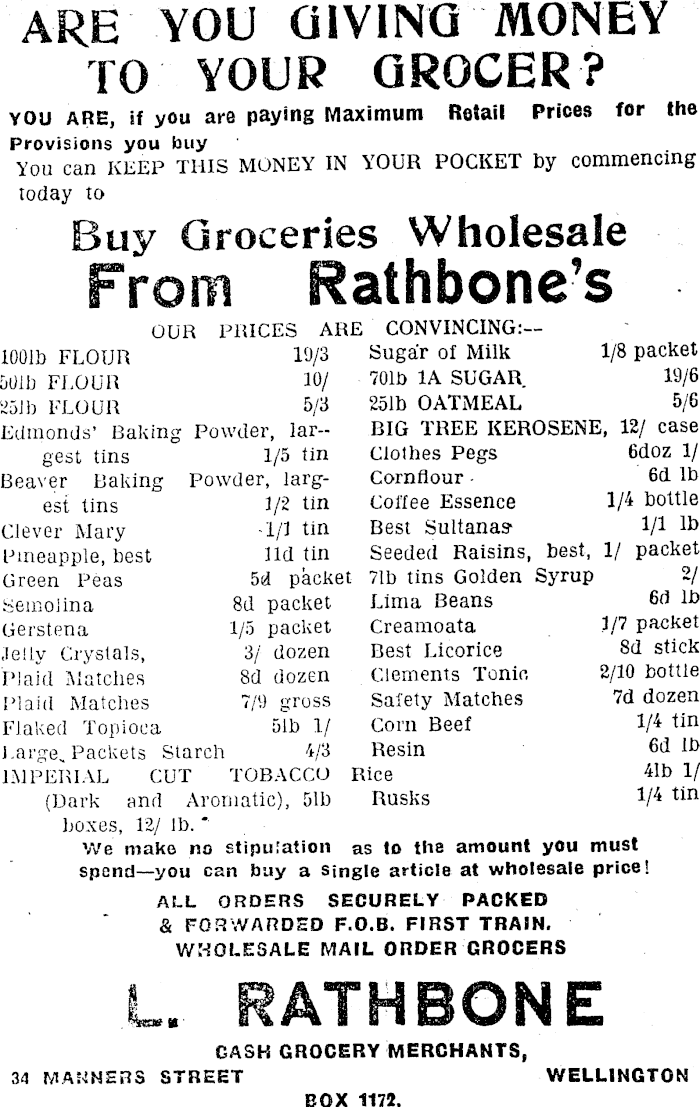 ARE YOU GIVING MONEY
TO YOUR GROCER?
YOU ARE, if you are paying Maximum Retail Prices for the
Provisions you buy
You can KEEP THIS MONEY IN YOUR POCKET by commencing
today to
Buy Groceries Wholesale
From Rathbone's
OUR PRICES ARE CONVINCING:--
100lb FLOUR 19/3
50lb FLOUR 10/
25lb FLOUR 5/3
Edmonds' Baking Powder, lar--
gest tins 1/5 tin
Beaver Baking Powder, larg-
est tins 1/2 tin
Clever Mary 1/1 tin
Pineapple, best 11d tin
Green Peas 5d packet
Semolina 8d packet
Gerstena 1/5 packet
Jelly Crystals, 3/ dozen
Plaid Matches 8d dozen
Plaid Matches 7/9 gross
Flaked Topioca 5lb 1/
Large Packets Starch 4/3
IMPERIAL CUT TOBACCO
(Dark and Aromatic), 5lb
boxes, 12/ lb.
Sugar of Milk 1/8 packet
70lb 1A SUGAR 19/6
25lb OATMEAL 5/6
BIG TREE KEROSENE, 12/ case
Clothes Pegs 6doz 1/
Cornflour 6d lb
Coffee Essence 1/4 bottle
Best Sultanas 1/1 lb
Seeded Raisins, best, 1/ packet
7lb tins Golden Syrup 2/
Lima Beans 6d lb
Creamoata 1/7 packet
Best Licorice 8d stick
Clements Tonic 2/10 bottle
Safety Matches 7d dozen
Corn Beef 1/4 tin
Resin 6d lb
Rice 4lb 1/
Rusks 1/4 tin
We make no stipulation as to the amount you must
spend—you can buy a single article at wholesale price!
ALL ORDERS SECURELY PACKED
& FORWARDED F.O.B. FIRST TRAIN.
WHOLESALE MAIL ORDER GROCERS
L. RATHBONE
CASH GROCERY MERCHANTS,
34 MANNERS STREET WELLINGTON
BOX 1172.